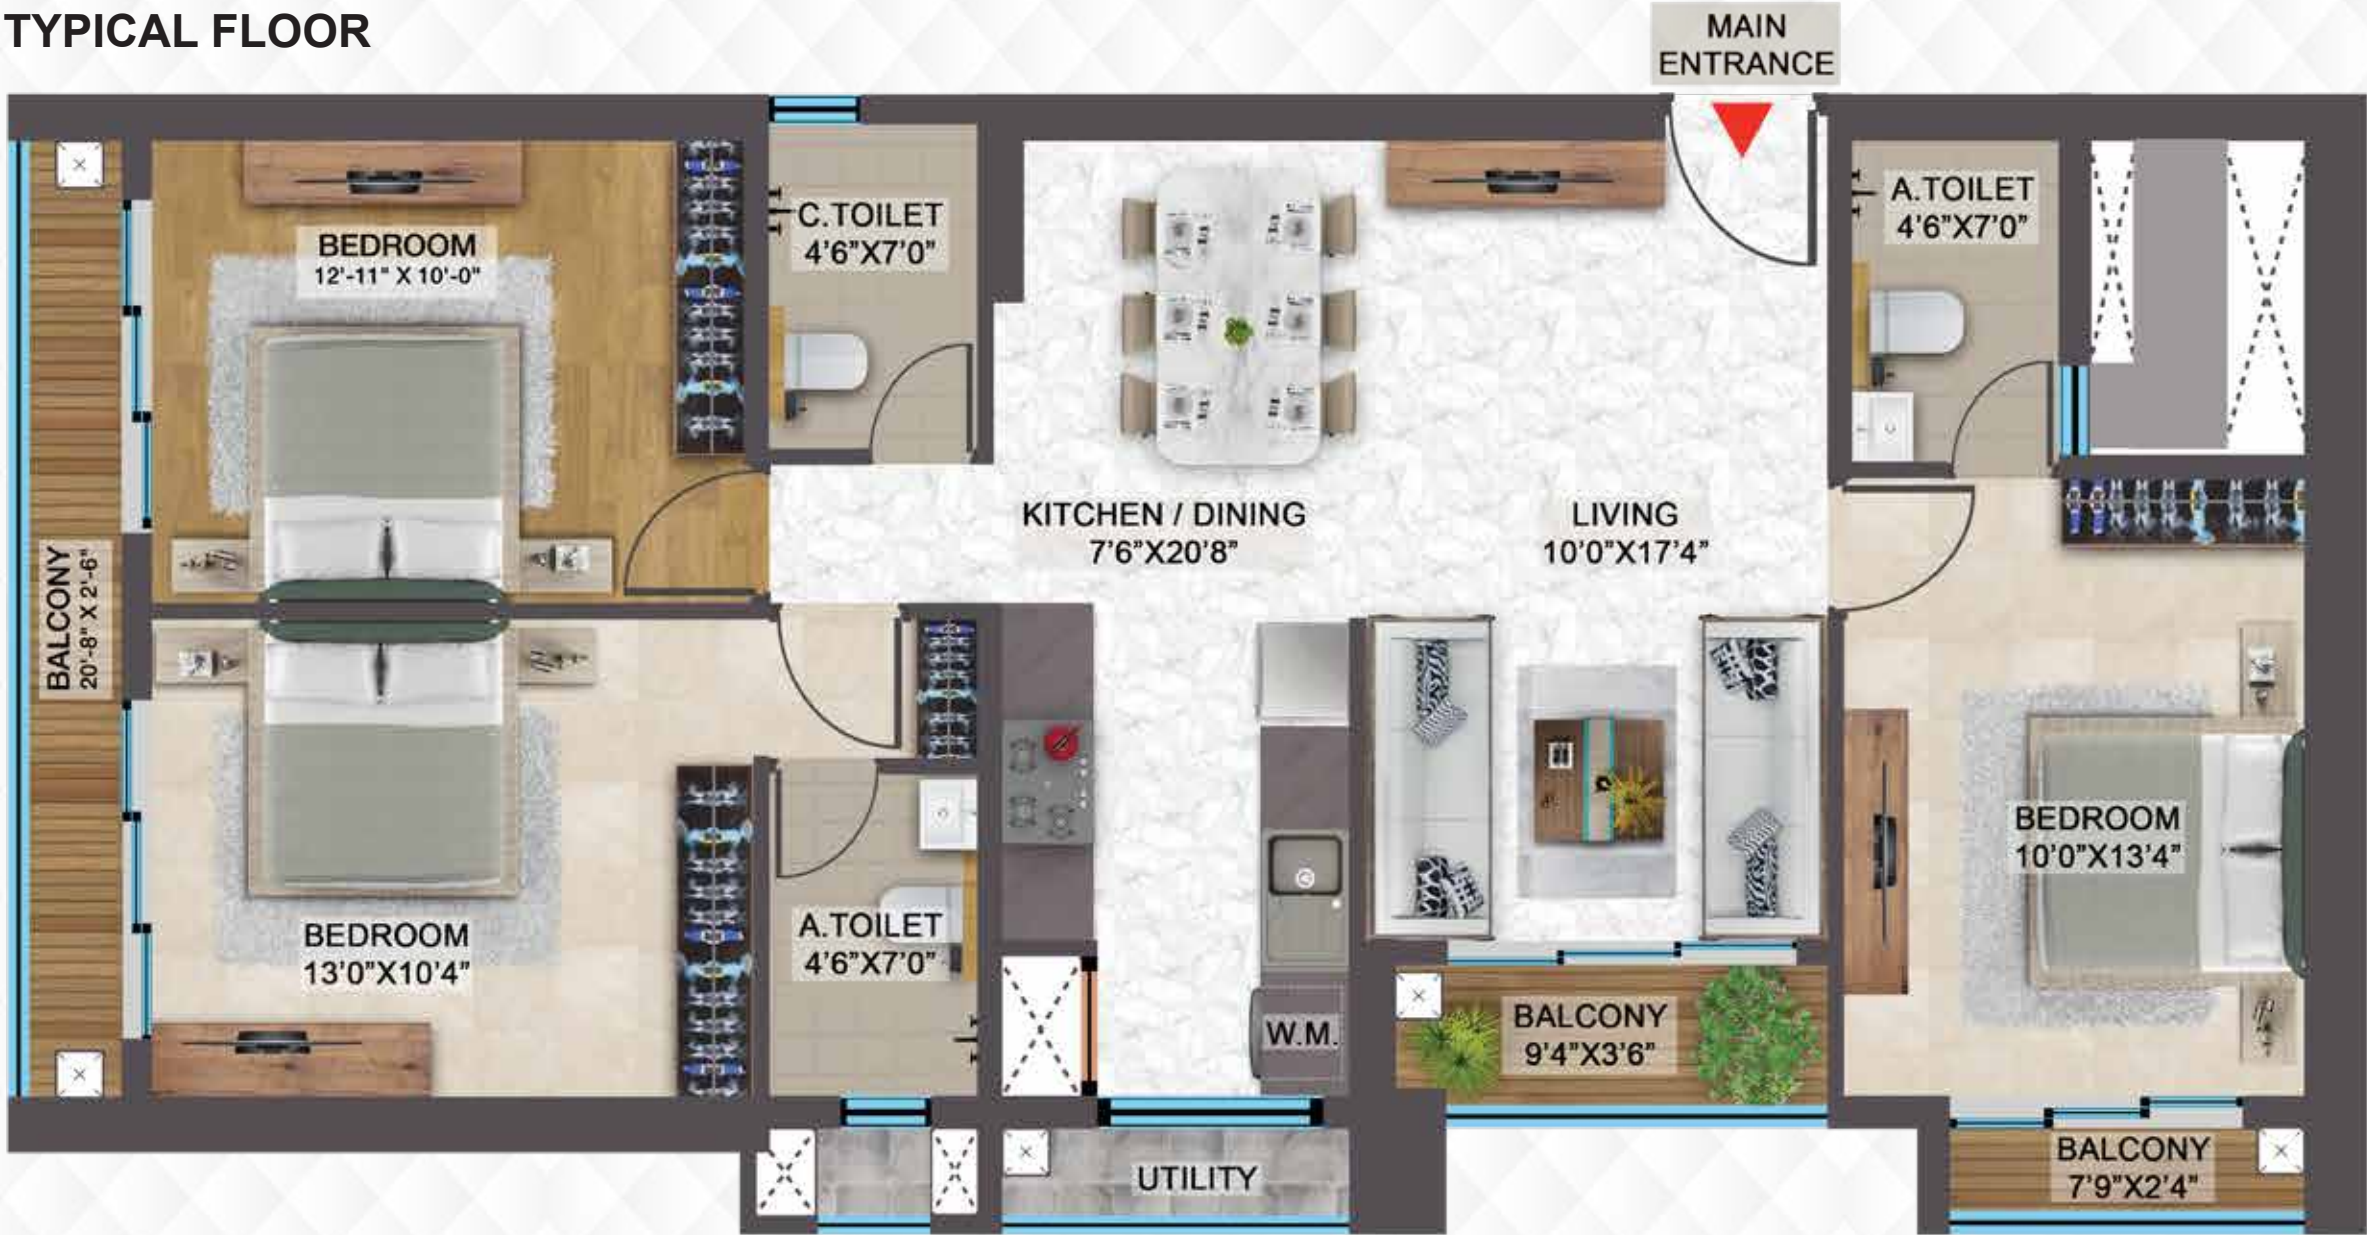 TYPICAL FLOOR
MAIN
ENTRANCE
BEDROOM
12'-11" X 10'-0"
C.TOILET
4'6”X7'0”
A.TOILET
4'6”X7'0”
KITCHEN / DINING
7'6”X20'8”
LIVING
10'0”X17'4”
BALCONY
20'-8" X 2'-6"
BEDROOM
13'0”X10'4”
A.TOILET
4'6”X7'0”
W.M.
BALCONY
9'4”X3'6”
BEDROOM
10'0”X13'4”
UTILITY
BALCONY
7'9”X2'4”